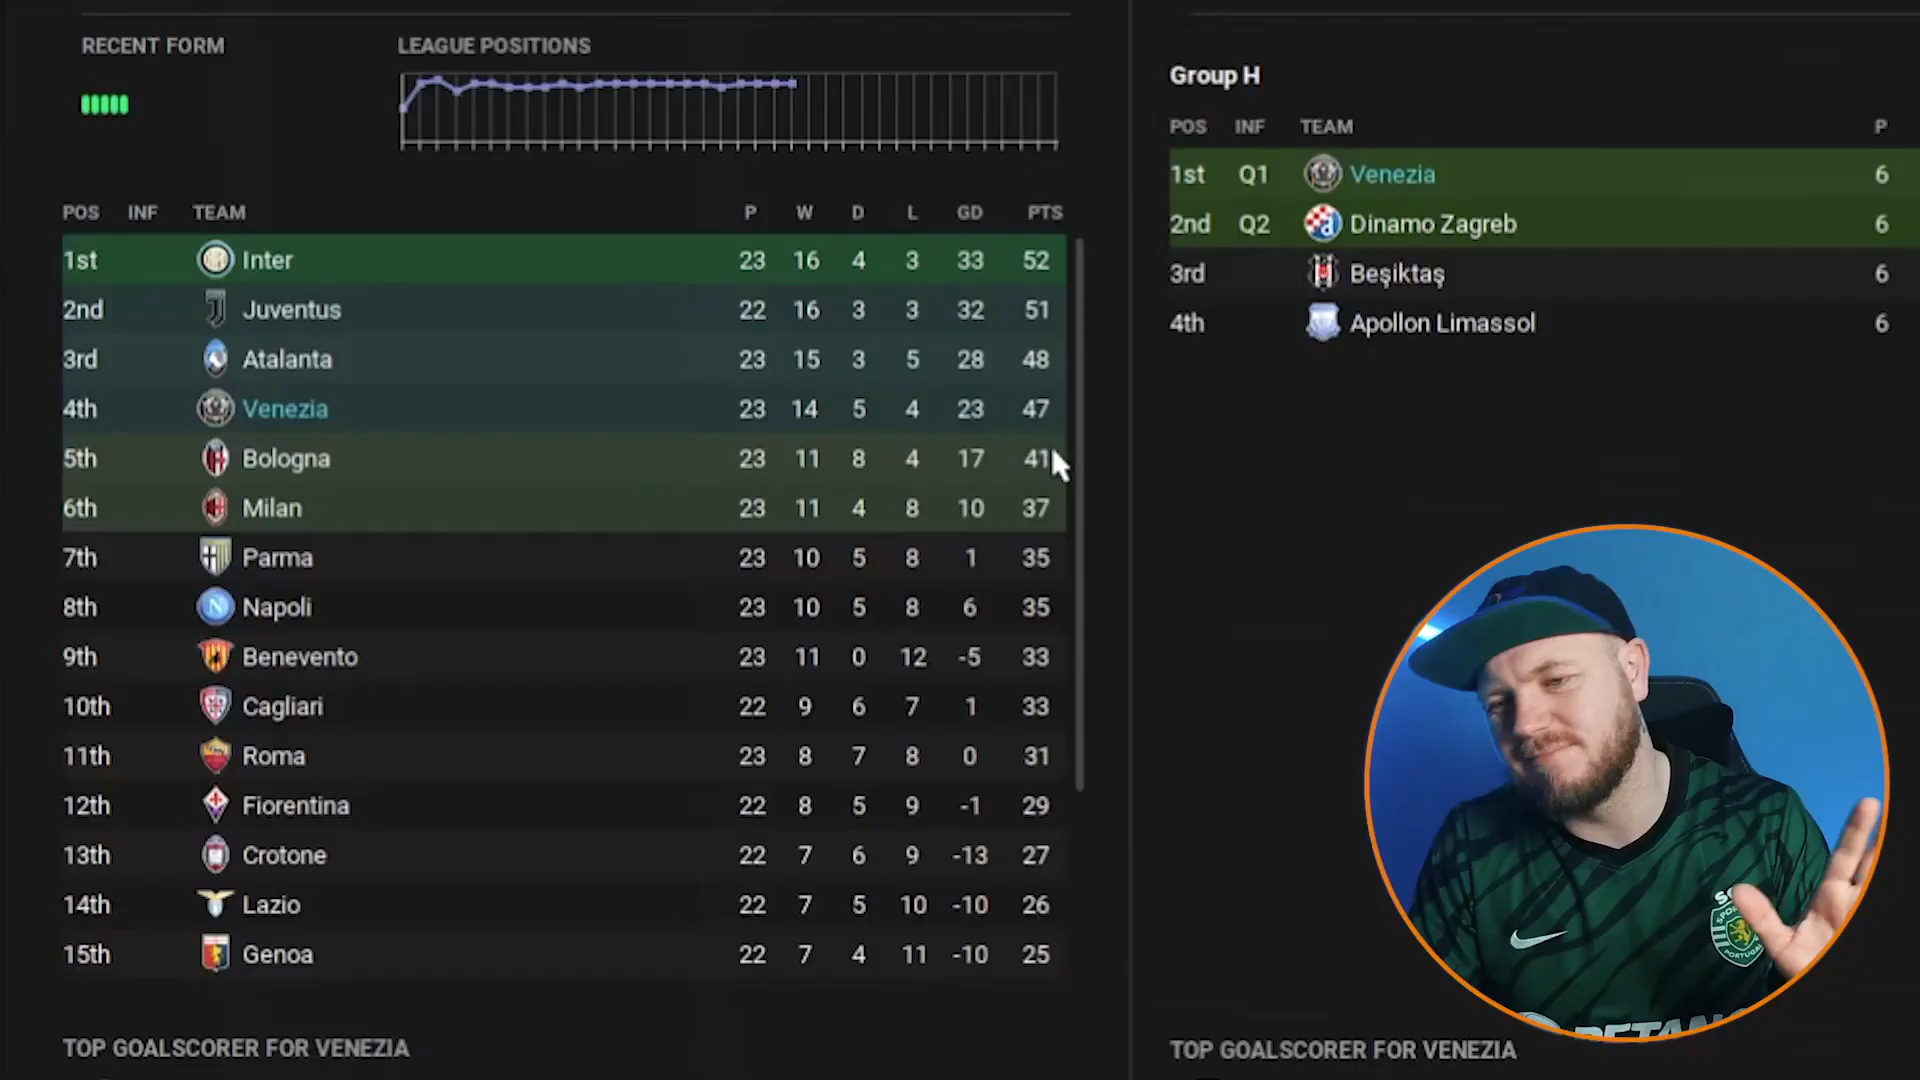 RECENT FORM
LEAGUE POSITIONS
POS INF TEAM P W D L GD PTS
1st Inter 23 16 4 3 33 52
2nd Juventus 22 16 3 3 32 51
3rd Atalanta 23 15 3 5 28 48
4th Venezia 23 14 5 4 23 47
5th Bologna 23 11 8 4 17 41
6th Milan 23 11 4 8 10 37
7th Parma 23 10 5 8 1 35
8th Napoli 23 10 5 8 6 35
9th Benevento 23 11 0 12 -5 33
10th Cagliari 22 9 6 7 1 33
11th Roma 23 8 7 8 0 31
12th Fiorentina 22 8 5 9 -1 29
13th Crotone 22 7 6 9 -13 27
14th Lazio 22 7 5 10 -10 26
15th Genoa 22 7 4 11 -10 25
TOP GOALSCORER FOR VENEZIA
Group H
POS INF TEAM P
1st Q1 Venezia 6
2nd Q2 Dinamo Zagreb 6
3rd Beşiktaş 6
4th Apollon Limassol 6
TOP GOALSCORER FOR VENEZIA